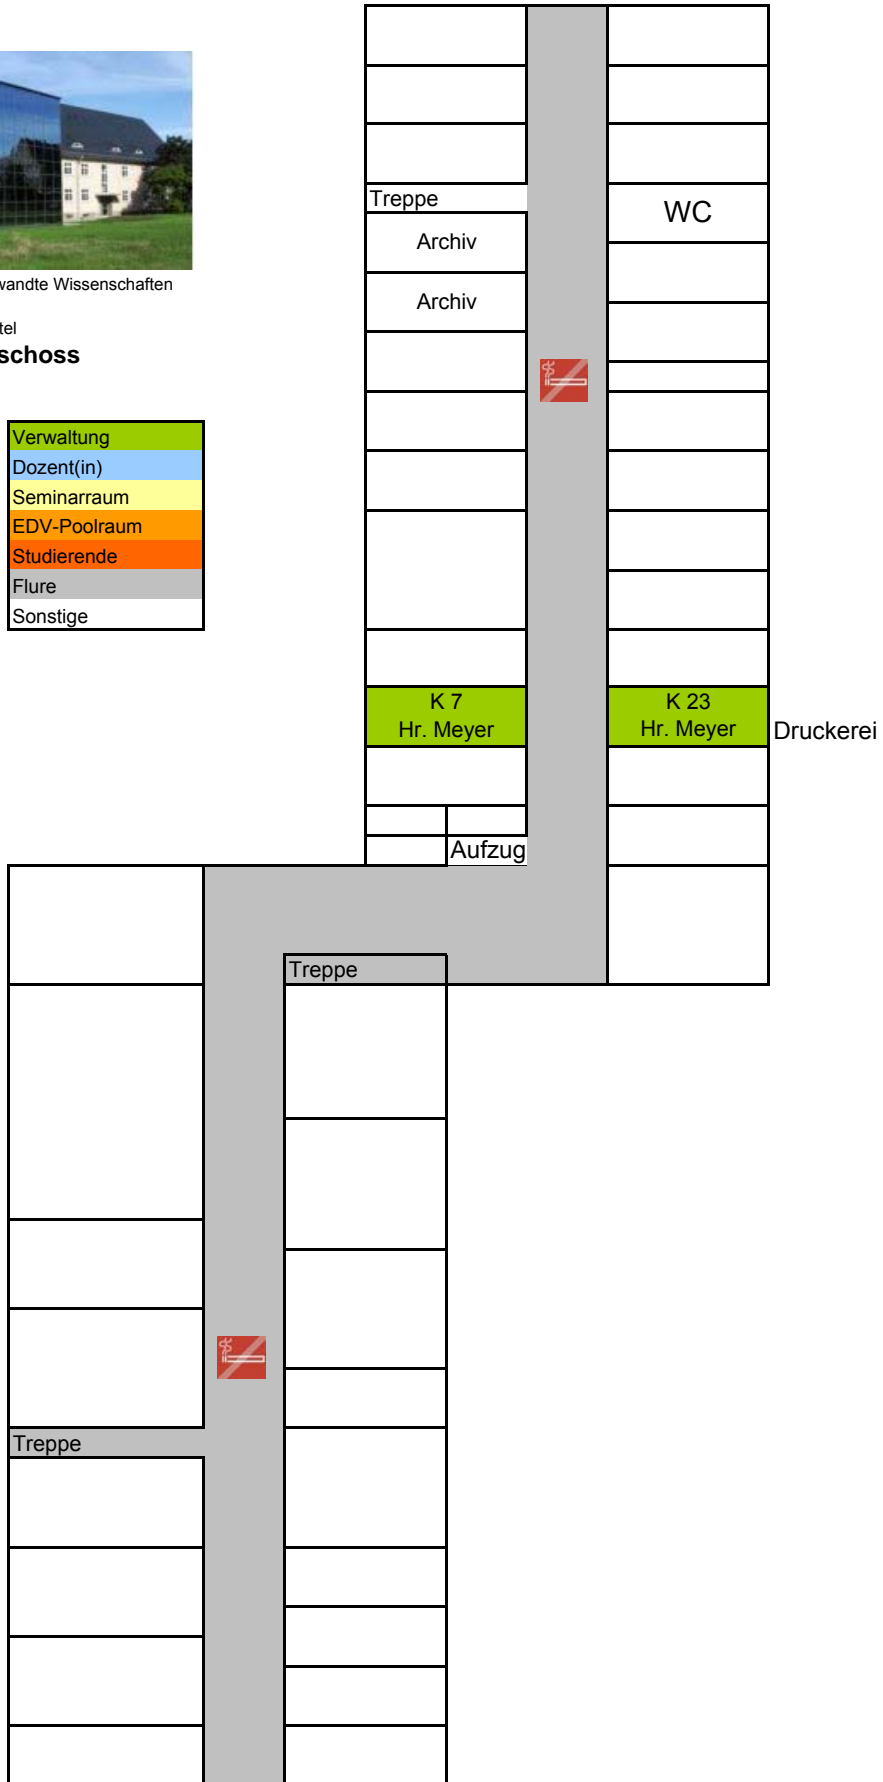 wandte Wissenschaften
tel
schoss
Verwaltung
Dozent(in)
Seminarraum
EDV-Poolraum
Studierende
Flure
Sonstige
Treppe
WC
Archiv
Archiv
K 7
Hr. Meyer
K 23
Hr. Meyer
Druckerei
Aufzug
Treppe
Treppe